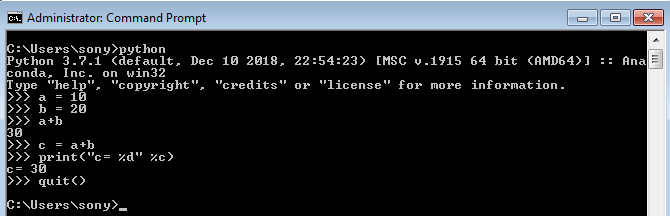 Administrator: Command Prompt
C:\Users\sony>python
Python 3.7.1 (default, Dec 10 2018, 22:54:23) [MSC v.1915 64 bit (AMD64)] :: Ana
conda, Inc. on win32
Type "help", "copyright", "credits" or "license" for more information.
>>> a = 10
>>> b = 20
>>> a+b
30
>>> c = a+b
>>> print("c= %d" %c)
c= 30
>>> quit()
C:\Users\sony>_